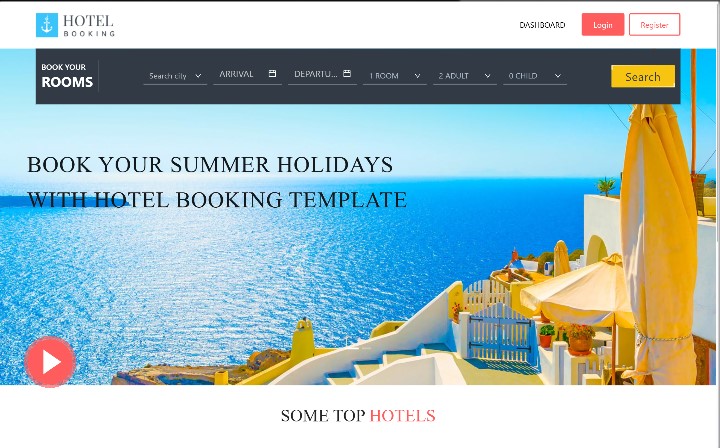 HOTEL
BOOKING
DASHBOARD
Login
Register
BOOK YOUR
ROOMS
Search city
ARRIVAL
DEPARTU...
1 ROOM
2 ADULT
0 CHILD
Search
BOOK YOUR SUMMER HOLIDAYS
WITH HOTEL BOOKING TEMPLATE
SOME TOP HOTELS